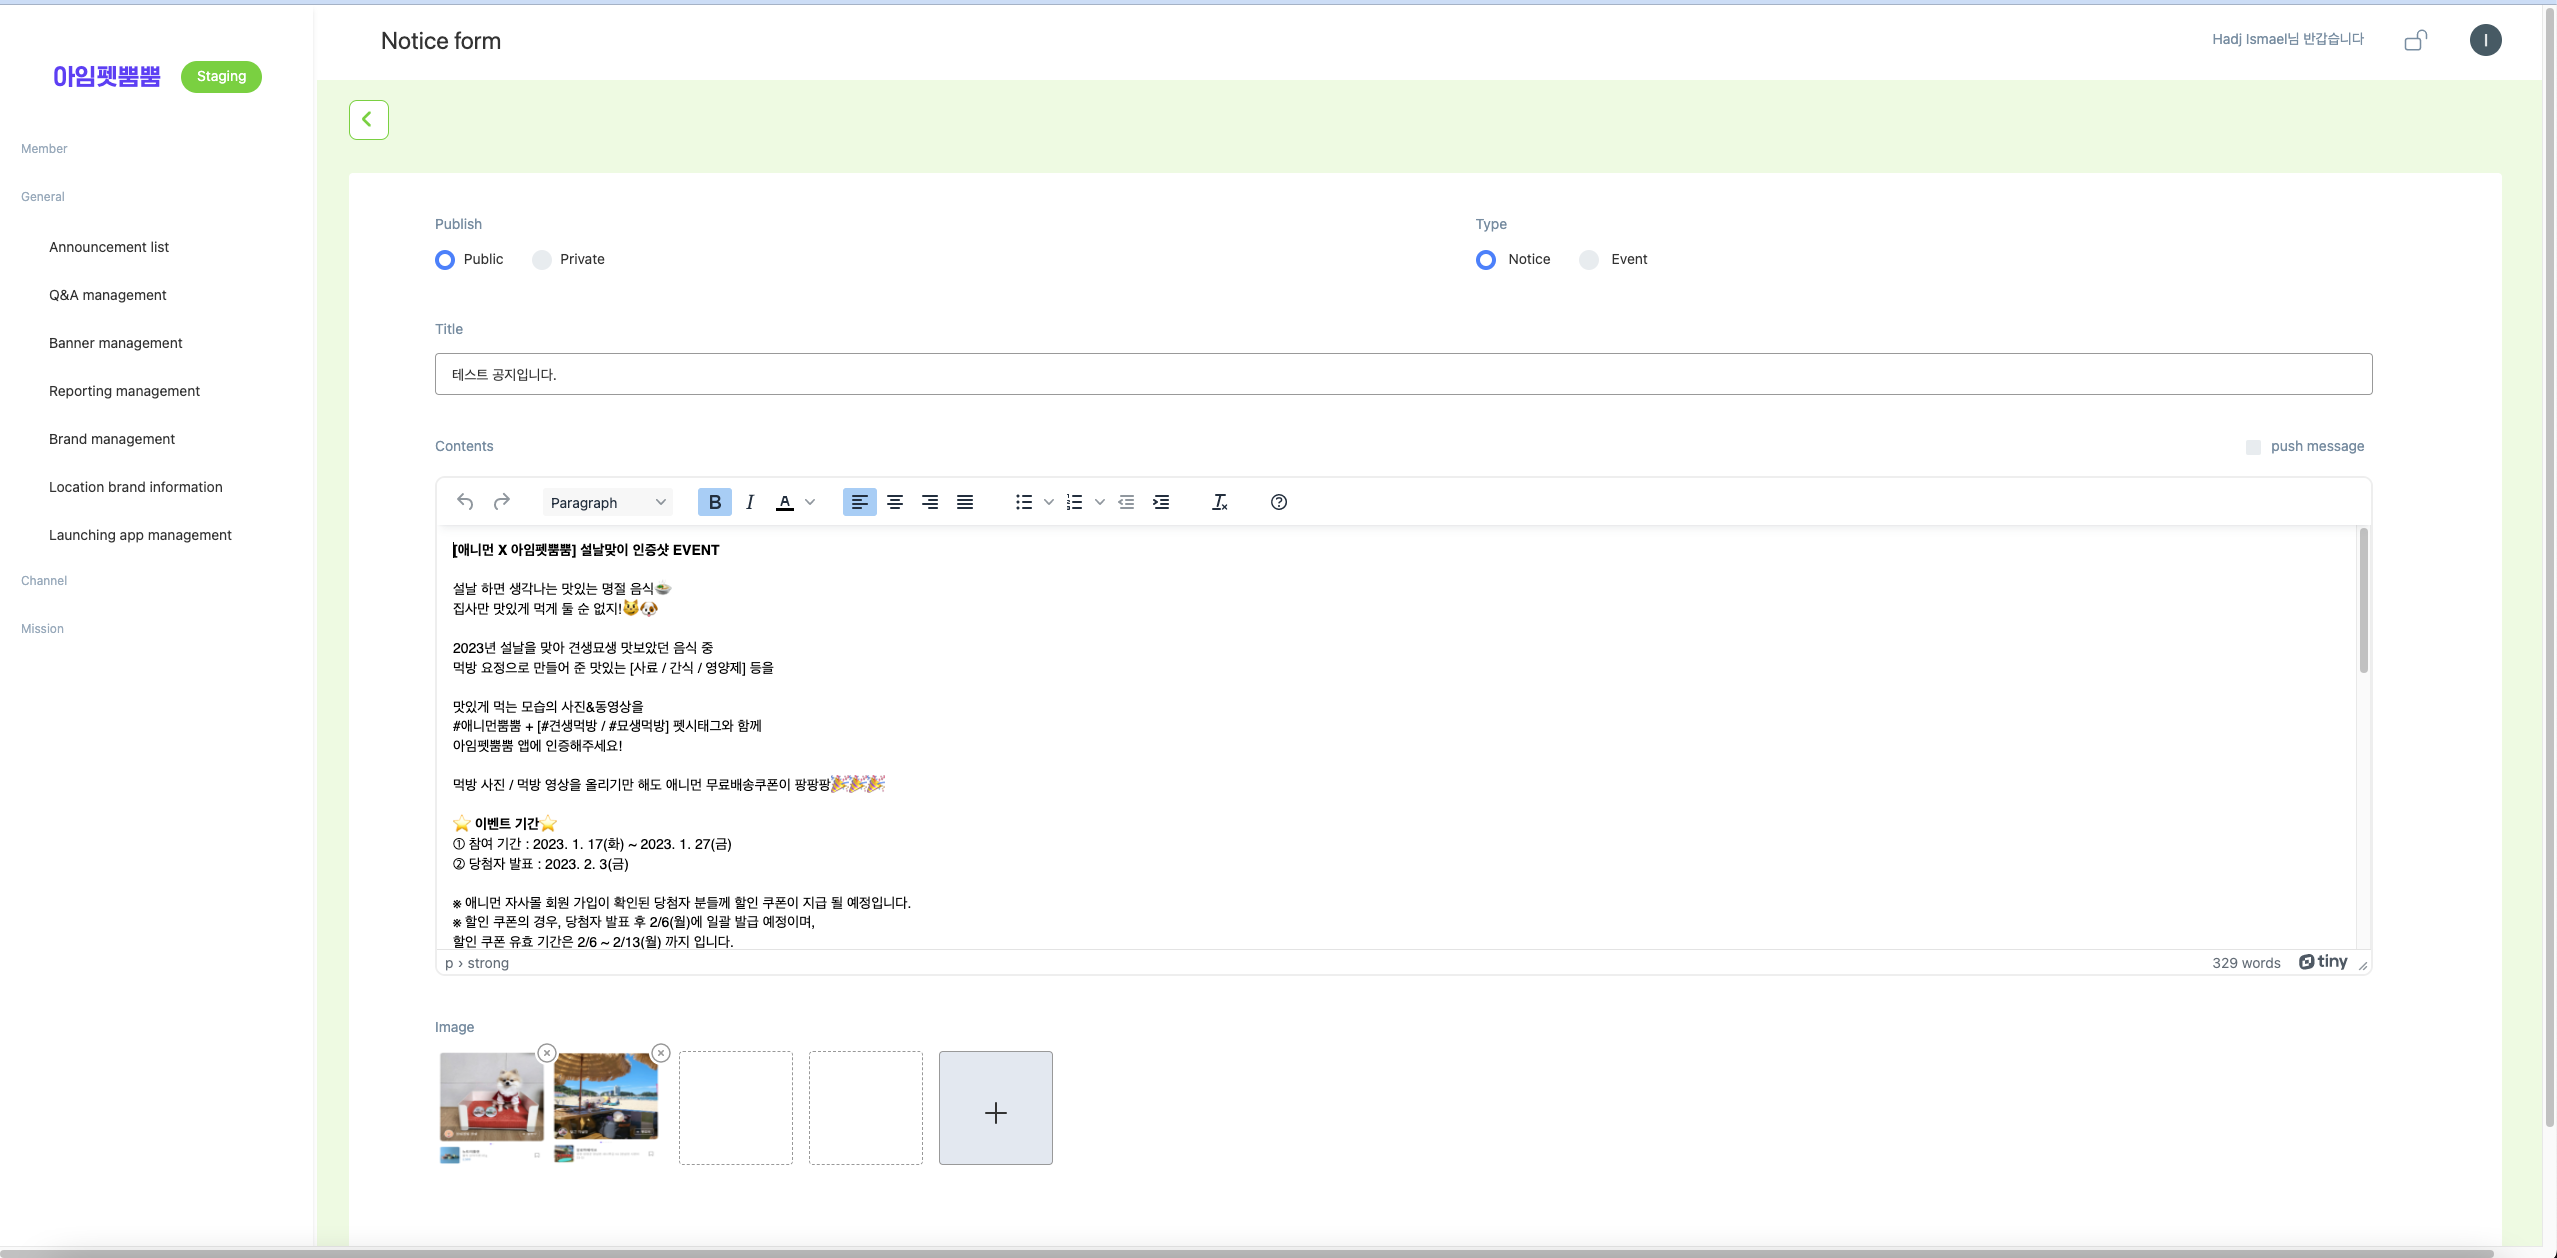 Notice form
Hadj Ismael님 반갑습니다
I
아임펫뿜뿜
Staging
Member
General
Announcement list
Q&A management
Banner management
Reporting management
Brand management
Location brand information
Launching app management
Channel
Mission
Publish
Public
Private
Type
Notice
Event
Title
테스트 공지입니다.
Contents
push message
Paragraph
[애니먼 X 아임펫뿜뿜] 설날맞이 인증샷 EVENT
설날 하면 생각나는 맛있는 명절 음식🍲
집사만 맛있게 먹게 둘 순 없지!😺🐶
2023년 설날을 맞아 견생묘생 맛보았던 음식 중
먹방 요정으로 만들어 준 맛있는 [사료 / 간식 / 영양제] 등을
맛있게 먹는 모습의 사진&동영상을
#애니먼뿜뿜 + [#견생먹방 / #묘생먹방] 펫시태그와 함께
아임펫뿜뿜 앱에 인증해주세요!
먹방 사진 / 먹방 영상을 올리기만 해도 애니먼 무료배송쿠폰이 팡팡팡🎉🎉🎉
⭐ 이벤트 기간⭐
① 참여 기간 : 2023. 1. 17(화) ~ 2023. 1. 27(금)
② 당첨자 발표 : 2023. 2. 3(금)
※ 애니먼 자사몰 회원 가입이 확인된 당첨자 분들께 할인 쿠폰이 지급 될 예정입니다.
※ 할인 쿠폰의 경우, 당첨자 발표 후 2/6(월)에 일괄 발급 예정이며,
할인 쿠폰 유효 기간은 2/6 ~ 2/13(월) 까지 입니다.
p › strong
329 words
tiny
Image